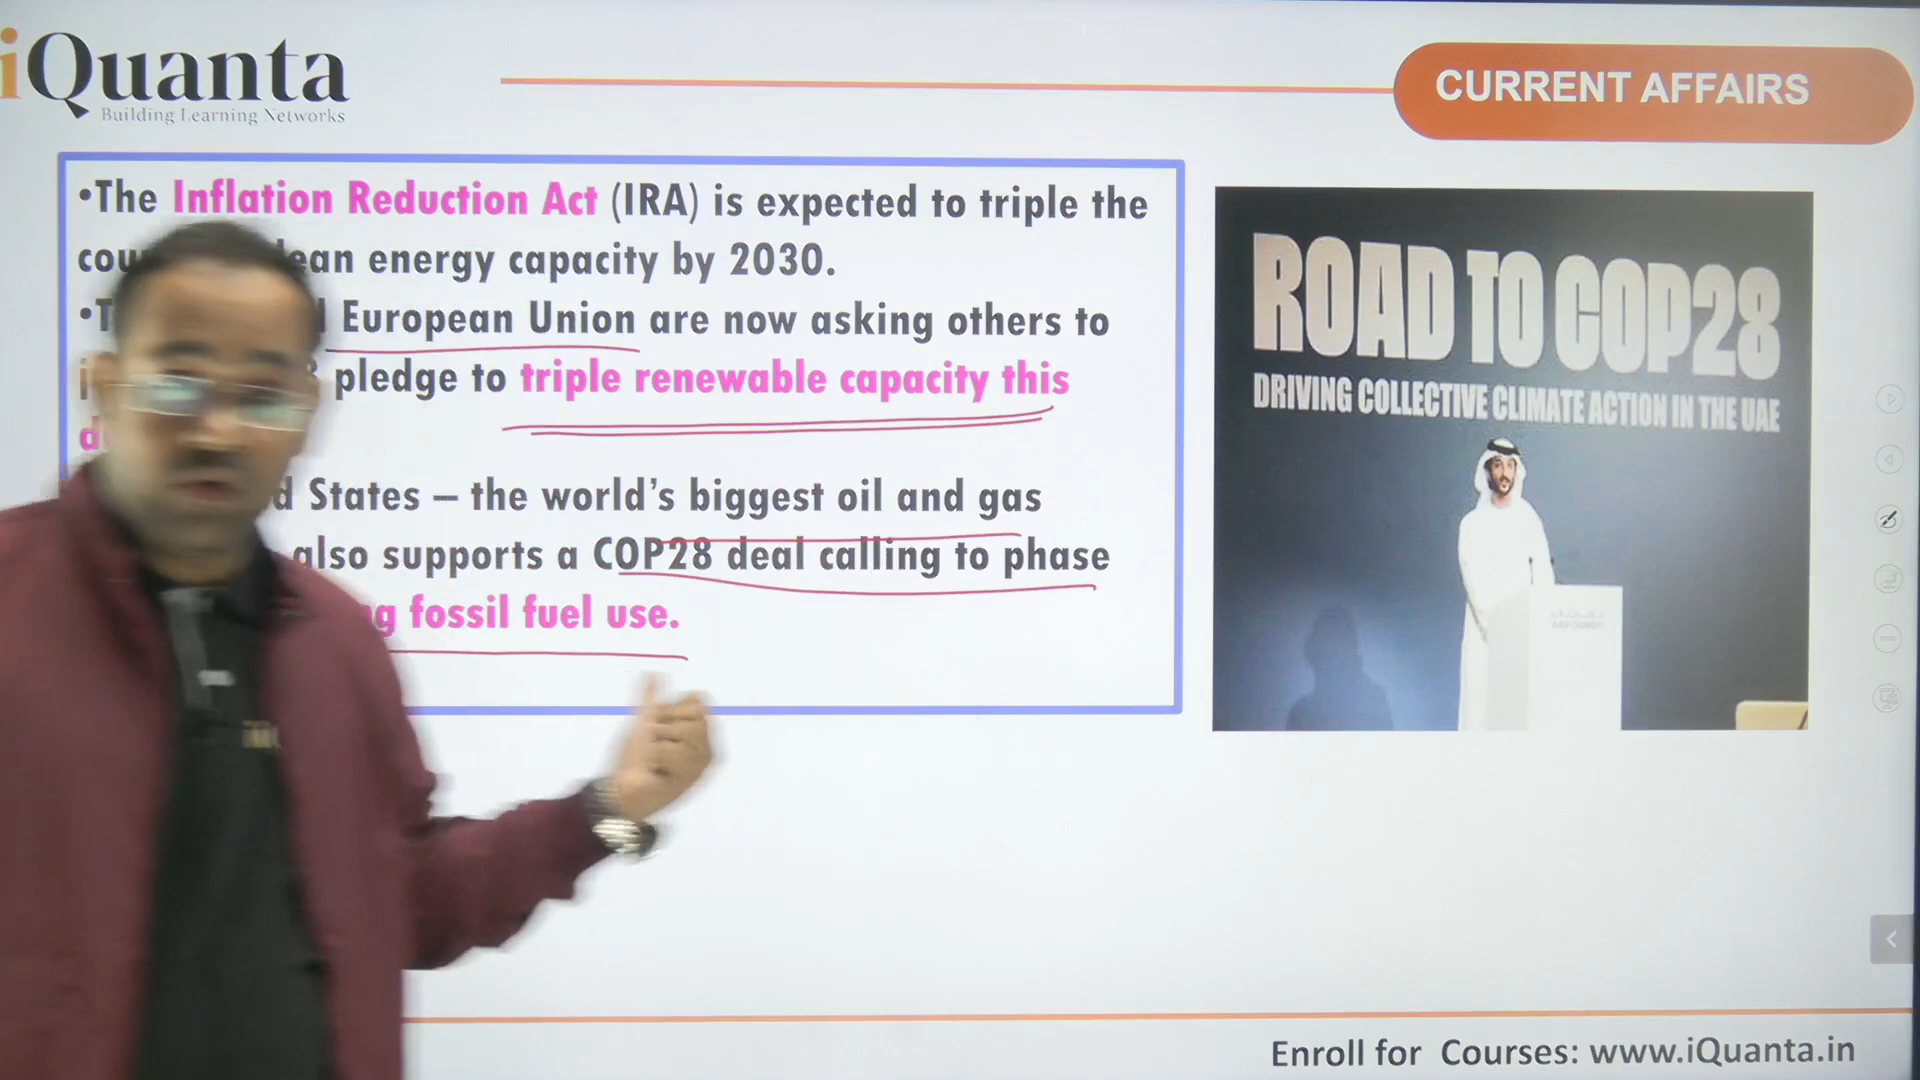 iQuanta
Building Learning Networks
CURRENT AFFAIRS
•The Inflation Reduction Act (IRA) is expected to triple the
energy capacity by 2030.
European Union are now asking others to
pledge to triple renewable capacity this
States – the world's biggest oil and gas
also supports a COP28 deal calling to phase
fossil fuel use.
ROAD TO COP28
DRIVING COLLECTIVE CLIMATE ACTION IN THE UAE
Enroll for Courses: www.iQuanta.in